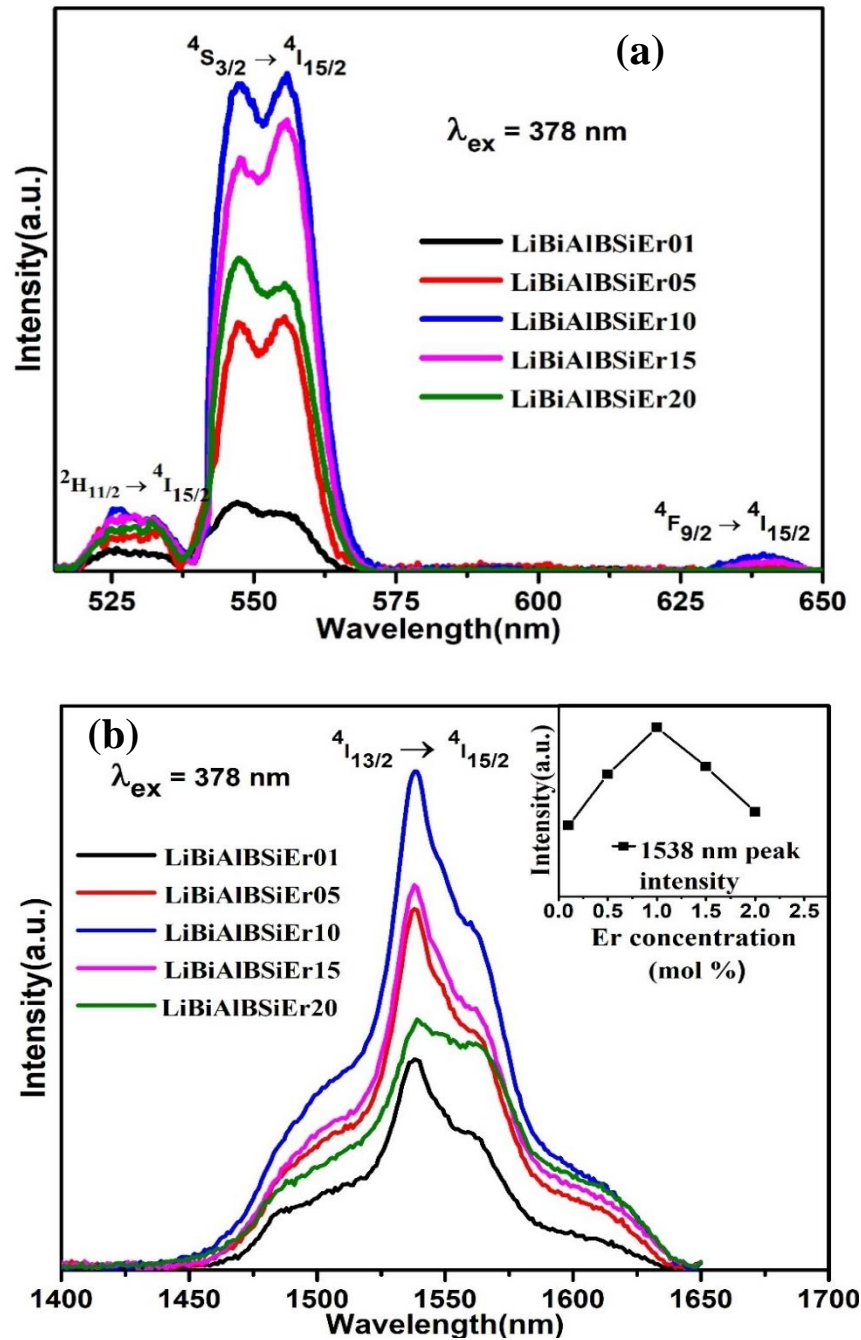 ⁴S₃/₂ → ⁴I₁₅/₂
(a)
λex = 378 nm
LiBiAlBSiEr01
LiBiAlBSiEr05
LiBiAlBSiEr10
LiBiAlBSiEr15
LiBiAlBSiEr20
²H₁₁/₂ → ⁴I₁₅/₂
⁴F₉/₂ → ⁴I₁₅/₂
Intensity(a.u.)
525 550 575 600 625 650
Wavelength(nm)
(b)
⁴I₁₃/₂ → ⁴I₁₅/₂
λex = 378 nm
LiBiAlBSiEr01
LiBiAlBSiEr05
LiBiAlBSiEr10
LiBiAlBSiEr15
LiBiAlBSiEr20
Intensity(a.u.)
1538 nm peak
intensity
0.0 0.5 1.0 1.5 2.0 2.5
Er concentration
(mol %)
Intensity(a.u.)
1400 1450 1500 1550 1600 1650 1700
Wavelength(nm)